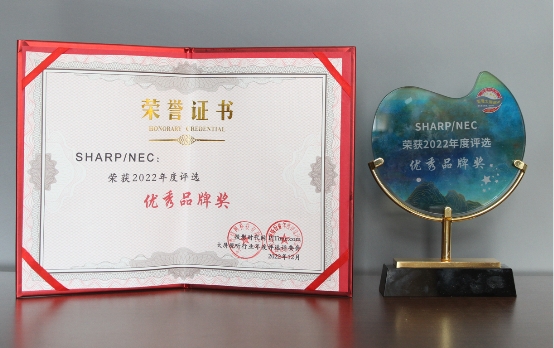 荣誉证书
HONORARY CREDENTIAL
SHARP/NEC:
荣获2022年度评选
优秀品牌奖
2022年12月
SHARP/NEC
荣获2022年度评选
优秀品牌奖